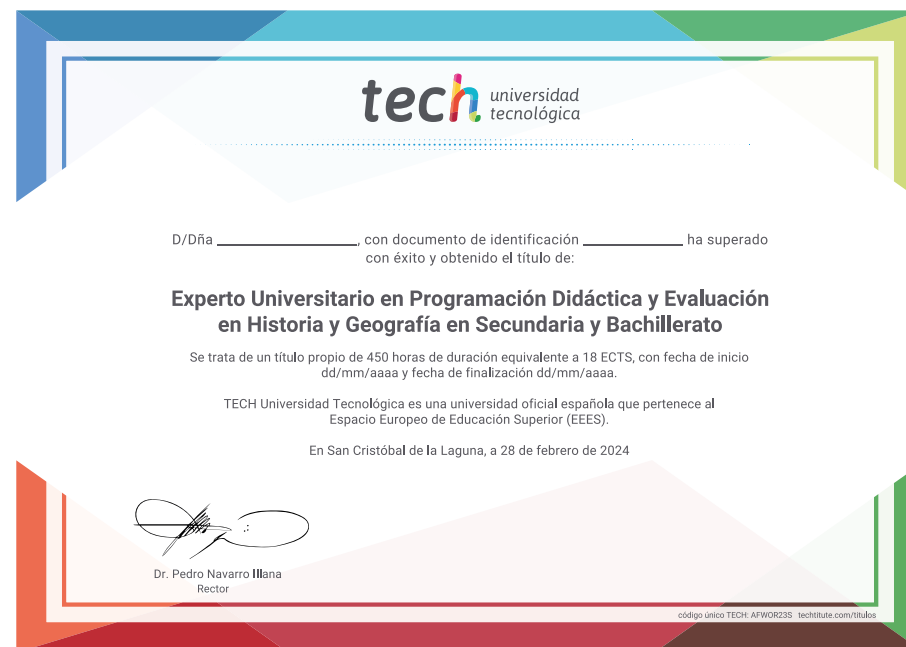 tech universidad
tecnológica
D/Dña ____________________, con documento de identificación ______________ ha superado
con éxito y obtenido el título de:
Experto Universitario en Programación Didáctica y Evaluación
en Historia y Geografía en Secundaria y Bachillerato
Se trata de un título propio de 450 horas de duración equivalente a 18 ECTS, con fecha de inicio
dd/mm/aaaa y fecha de finalización dd/mm/aaaa.
TECH Universidad Tecnológica es una universidad oficial española que pertenece al
Espacio Europeo de Educación Superior (EEES).
En San Cristóbal de la Laguna, a 28 de febrero de 2024
Dr. Pedro Navarro Illana
Rector
código único TECH: AFWOR23S techtitute.com/titulos